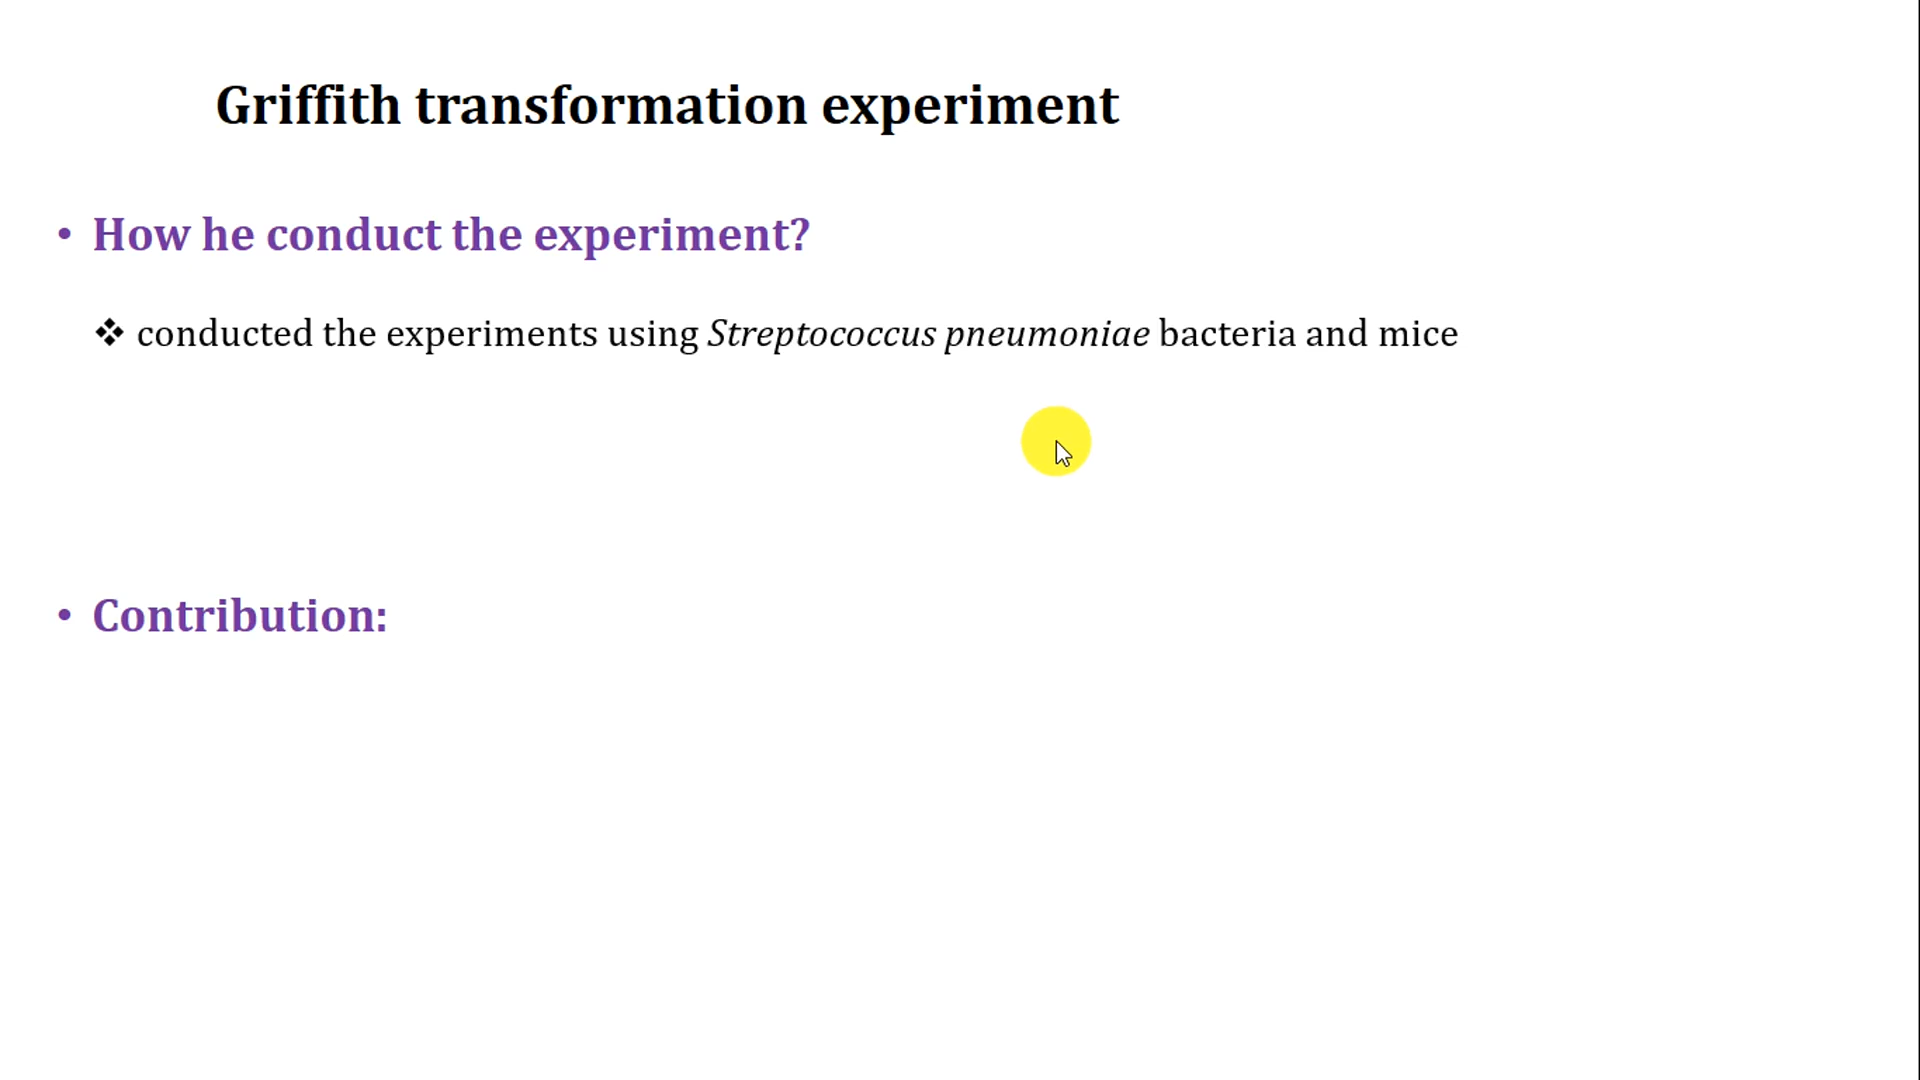 Griffith transformation experiment
• How he conduct the experiment?
❖ conducted the experiments using Streptococcus pneumoniae bacteria and mice
• Contribution: